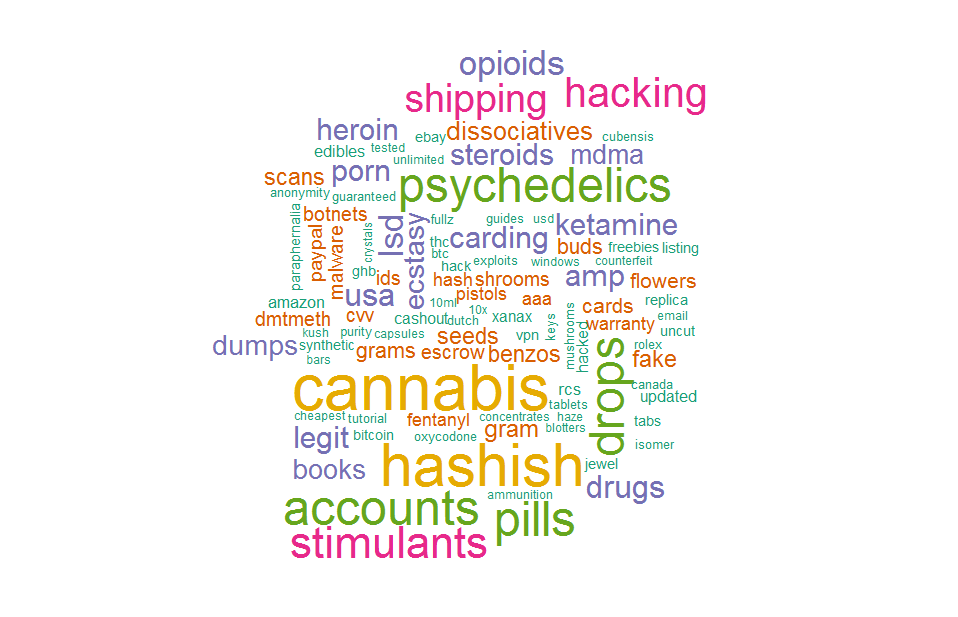 opioids
shipping
hacking
heroin
ebay
dissociatives
cubensis
edibles
tested
unlimited
steroids
mdma
scans
porn
psychedelics
anonymity
guaranteed
paraphernalia
botnets
paypal
malware
crystals
lsd
ecstasy
fullz
guides
usd
ketamine
thc
carding
buds
freebies
listing
btc
ghb
hack
exploits
windows
counterfeit
ids
hash
shrooms
amp
flowers
amazon
usa
10ml
pistols
aaa
cards
replica
dmtmeth
cvv
cashout
dutch
10x
xanax
keys
mushrooms
hacked
warranty
email
uncut
kush
purity
capsules
seeds
vpn
rolex
dumps
synthetic
bars
grams
escrow
benzos
drops
fake
cannabis
rcs
canada
updated
tablets
cheapest
tutorial
fentanyl
concentrates
haze
blotters
tabs
legit
bitcoin
oxycodone
gram
isomer
books
hashish
jewel
drugs
accounts
ammunition
pills
stimulants